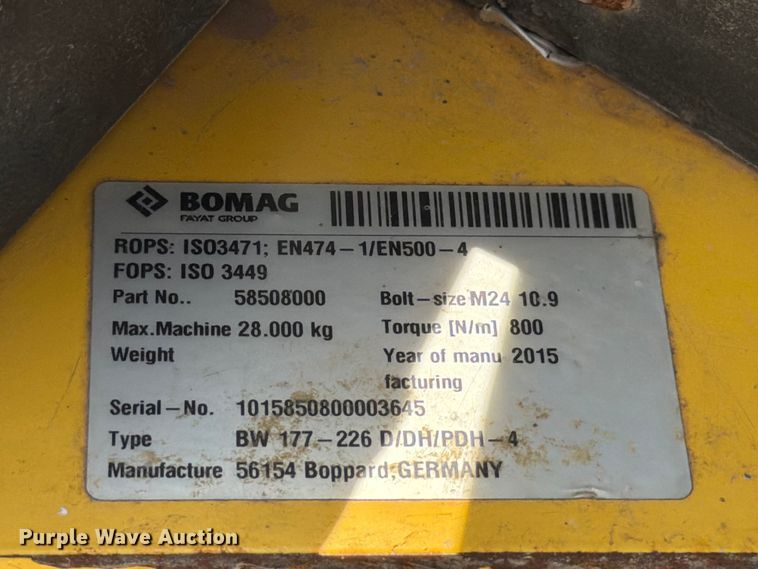 BOMAG
FAYAT GROUP
ROPS: ISO3471; EN474-1/EN500-4
FOPS: ISO 3449
Part No.. 58508000 Bolt-size M24 10.9
Max.Machine 28.000 kg Torque [N/m] 800
Weight Year of manu 2015
facturing
Serial-No. 1015850800003645
Type BW 177-226 D/DH/PDH-4
Manufacture 56154 Boppard,GERMANY
Purple Wave Auction